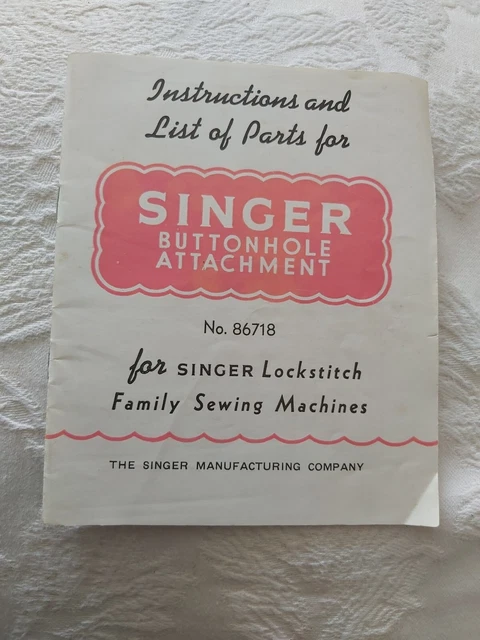 Instructions and
List of Parts for
SINGER
BUTTONHOLE
ATTACHMENT
No. 86718
for SINGER Lockstitch
Family Sewing Machines
THE SINGER MANUFACTURING COMPANY